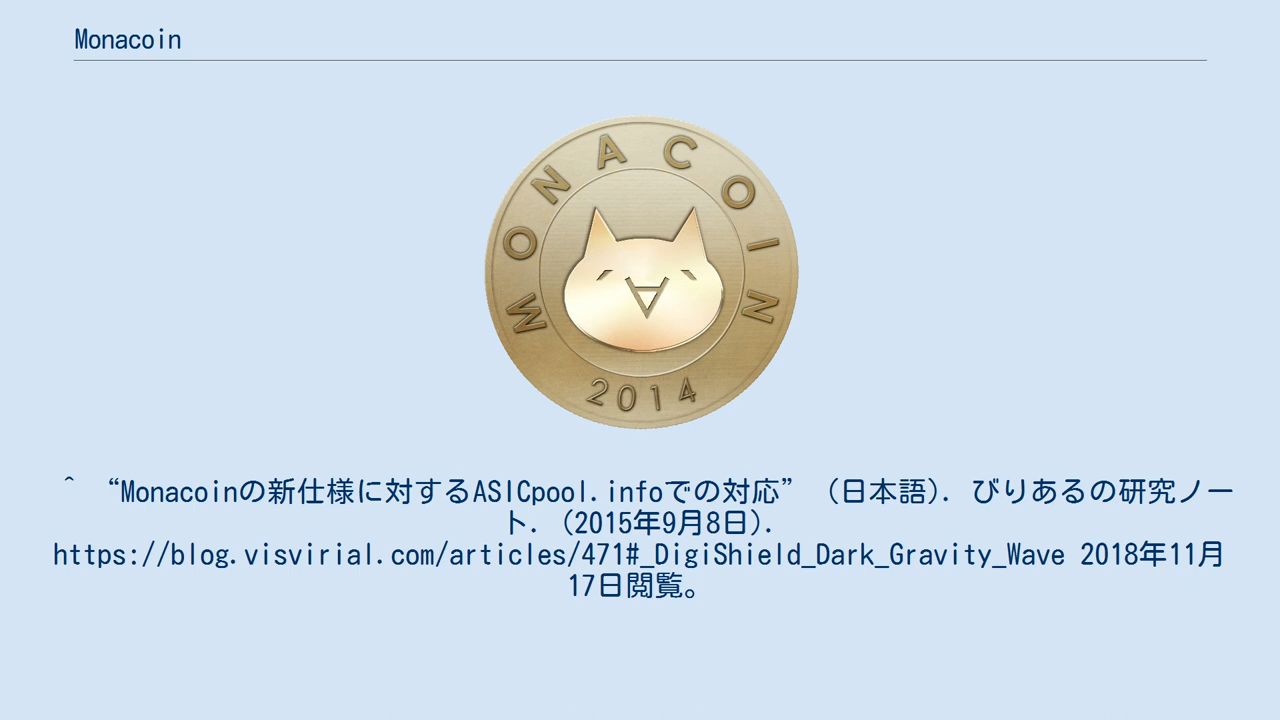 Monacoin
MONACOIN
2014
^ “Monacoinの新仕様に対するASICpool.infoでの対応” (日本語). びりあるの研究ノー
ト. (2015年9月8日).
https://blog.visvirial.com/articles/471#_DigiShield_Dark_Gravity_Wave 2018年11月
17日閲覧。